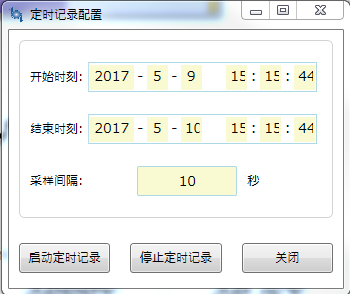 定时记录配置
开始时刻: 2017 - 5 - 9 15 : 15 : 44
结束时刻: 2017 - 5 - 10 15 : 15 : 44
采样间隔: 10 秒
启动定时记录 停止定时记录 关闭